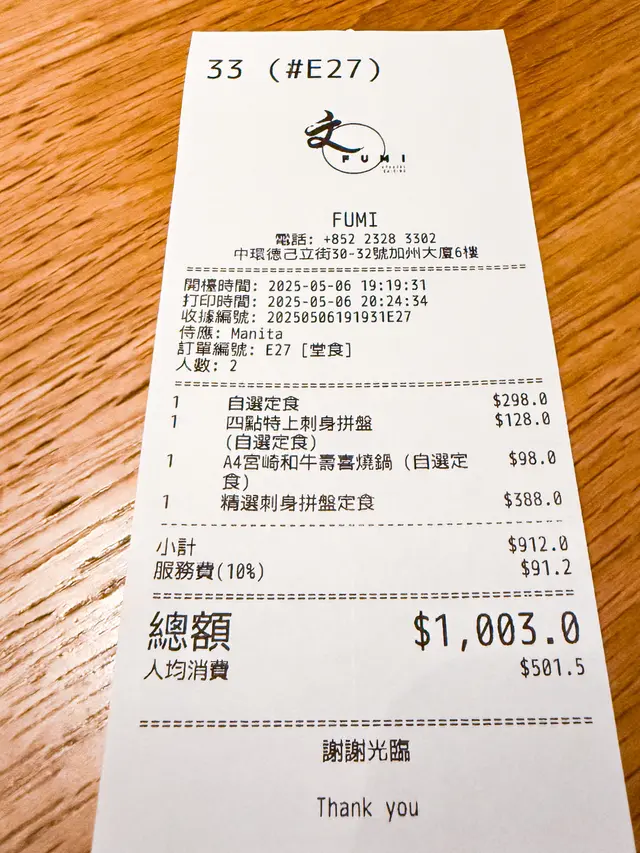 33 (#E27)
文
FUMI
FUMI
電話: +852 2328 3302
中環德己立街30-32號加州大廈6樓
開檯時間: 2025-05-06 19:19:31
打印時間: 2025-05-06 20:24:34
收據編號: 20250506191931E27
侍應: Manita
訂單編號: E27 [堂食]
人數: 2
1 自選定食 $298.0
1 四點特上刺身拼盤 $128.0
(自選定食)
1 A4宮崎和牛壽喜燒鍋 (自選定 $98.0
食)
1 精選刺身拼盤定食 $388.0
小計 $912.0
服務費(10%) $91.2
總額 $1,003.0
人均消費 $501.5
謝謝光臨
Thank you